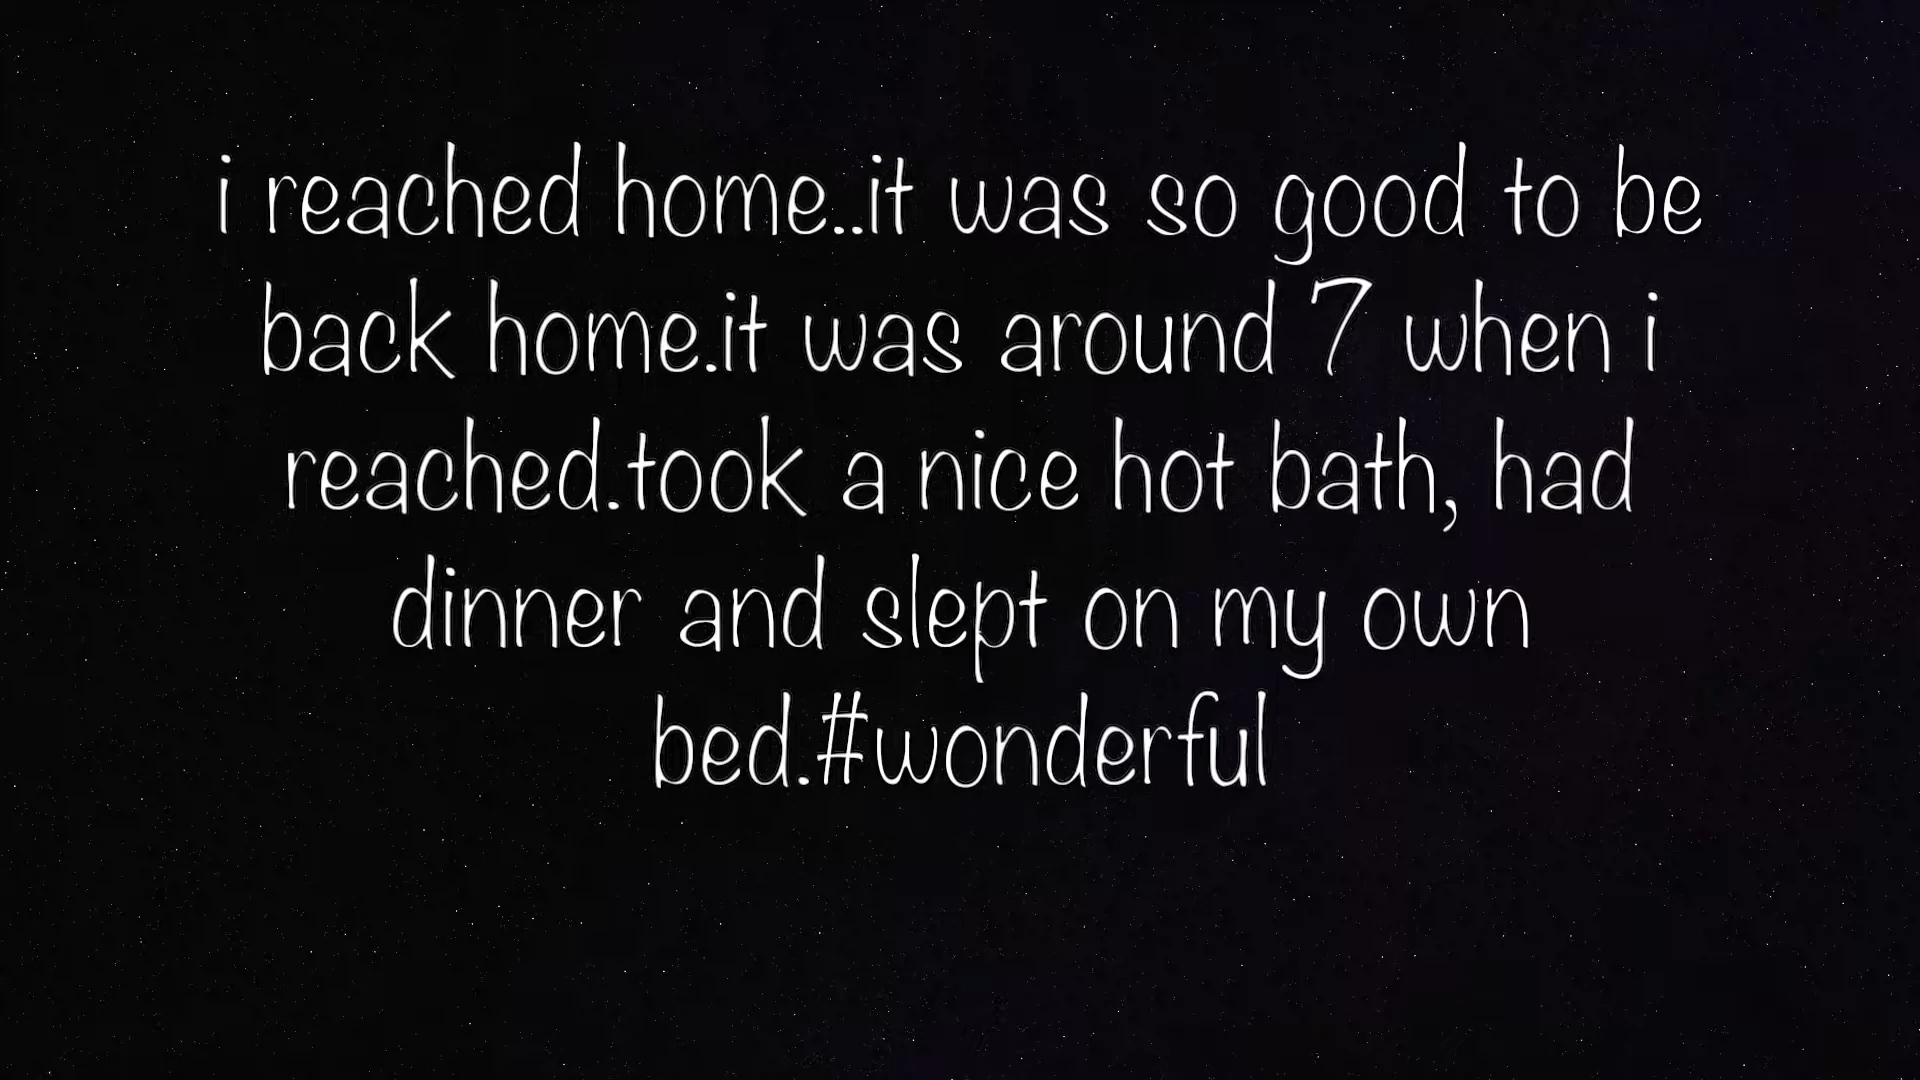 i reached home..it was so good to be
back home.it was around 7 when i
reached.took a nice hot bath, had
dinner and slept on my own
bed.#wonderful